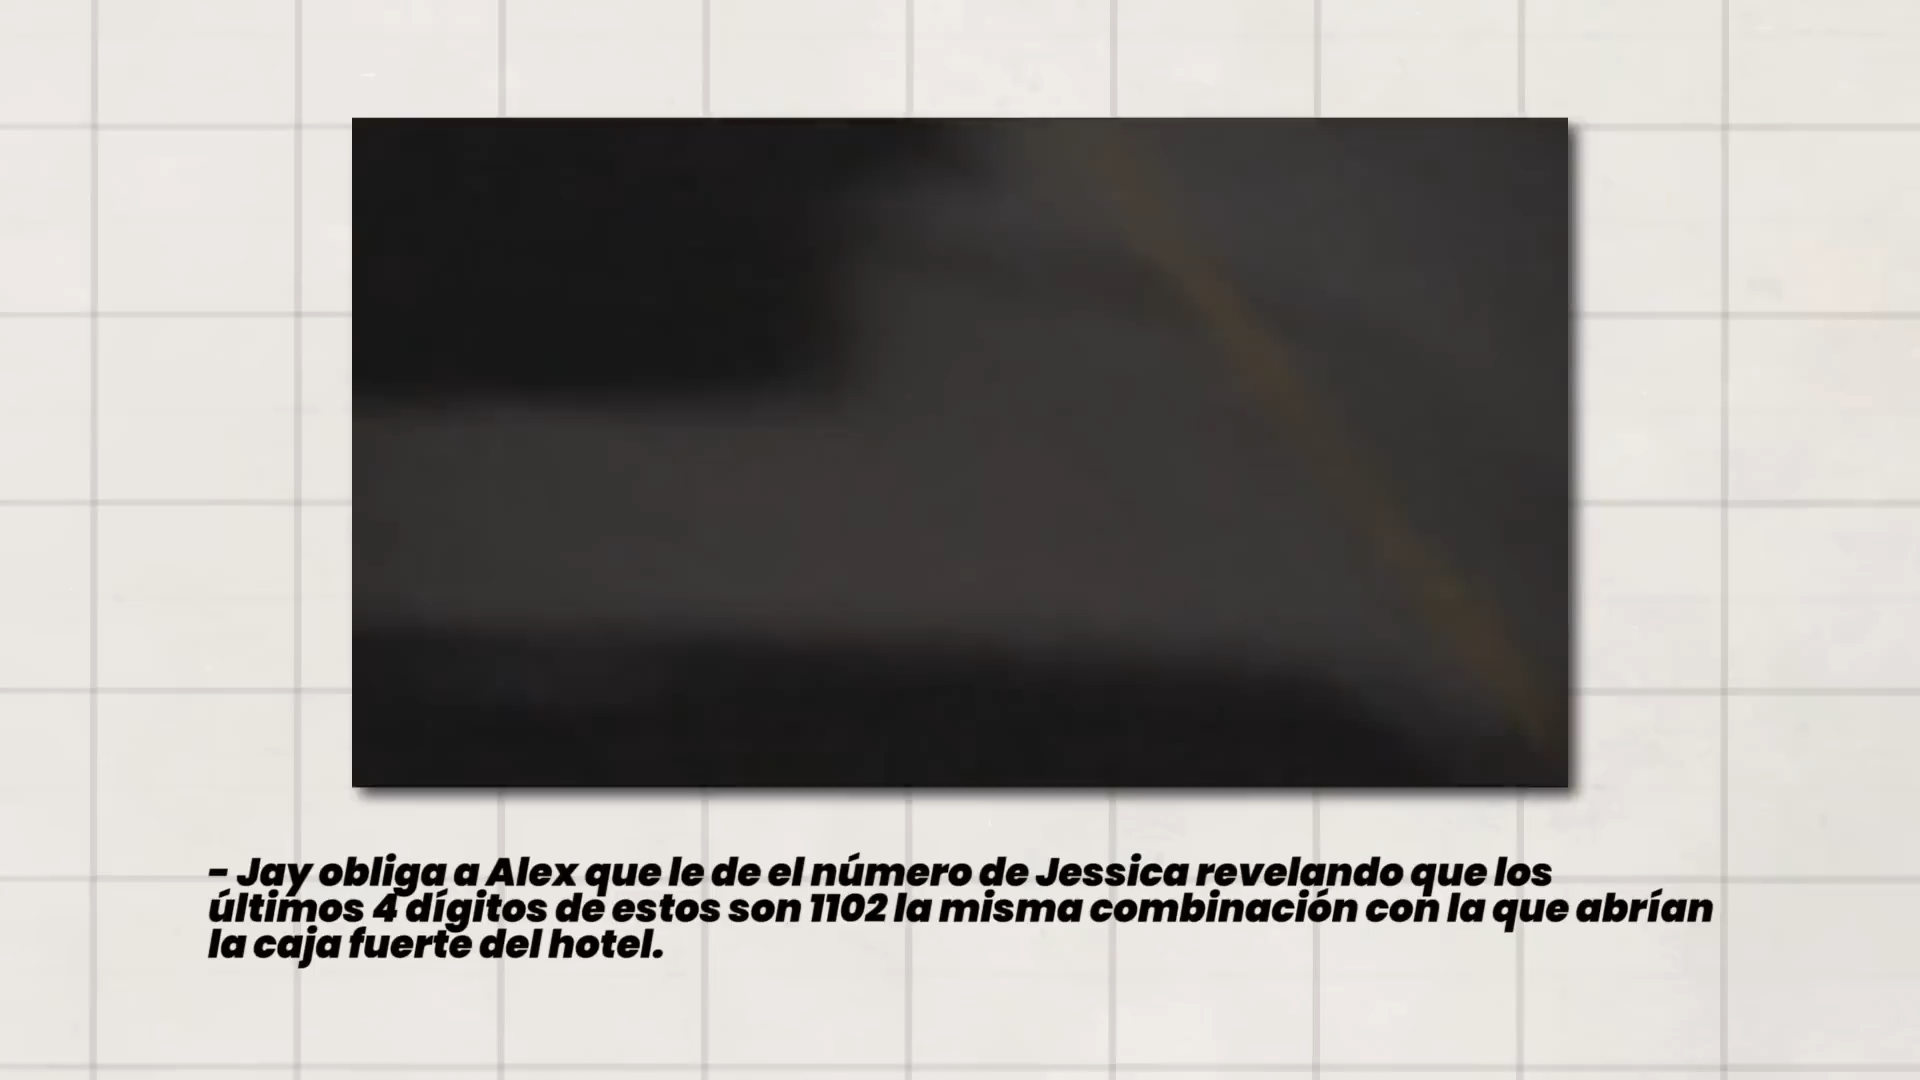 - Jay obliga a Alex que le de el número de Jessica revelando que los
últimos 4 dígitos de estos son 1102 la misma combinación con la que abrían
la caja fuerte del hotel.